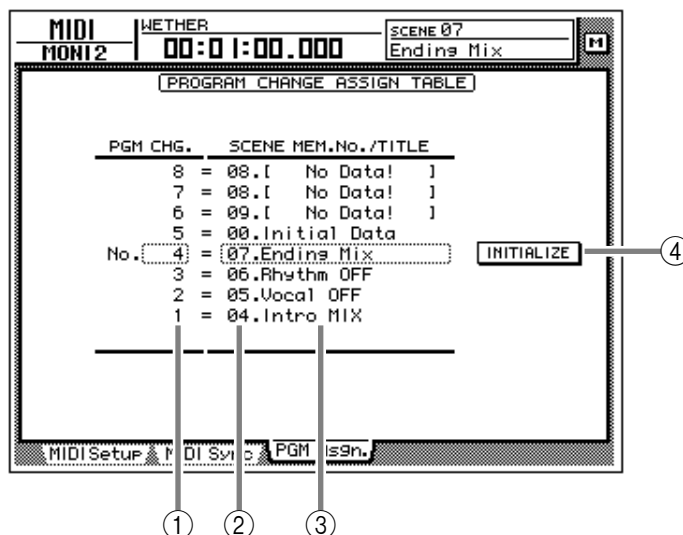 MIDI
MONI2
WETHER
00:01:00.000
SCENE 07
Ending Mix
M
PROGRAM CHANGE ASSIGN TABLE
PGM CHG. SCENE MEM.No./TITLE
8 = 08.[ No Data! ]
7 = 08.[ No Data! ]
6 = 09.[ No Data! ]
5 = 00.Initial Data
No. 4 = 07.Ending Mix
3 = 06.Rhythm OFF
2 = 05.Vocal OFF
1 = 04.Intro MIX
INITIALIZE
4
MIDI Setup MIDI Sync PGM Asgn.
1 2 3